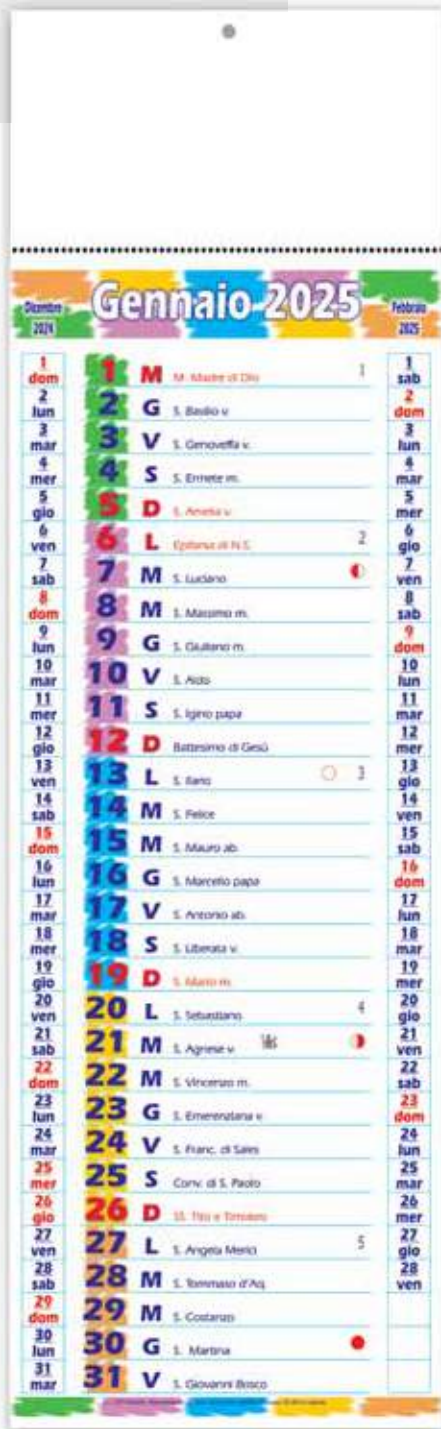 Dicembre 2024
Gennaio 2025
Febbraio 2025
1 dom
2 lun
3 mar
4 mer
5 gio
6 ven
7 sab
8 dom
9 lun
10 mar
11 mer
12 gio
13 ven
14 sab
15 dom
16 lun
17 mar
18 mer
19 gio
20 ven
21 sab
22 dom
23 lun
24 mar
25 mer
26 gio
27 ven
28 sab
29 dom
30 lun
31 mar
1 M M. Madre di Dio 1
2 G S. Basilio v.
3 V S. Genoveffa v.
4 S S. Ermete m.
5 D S. Amelia v.
6 L Epifania di N.S. 2
7 M S. Luciano
8 M S. Massimo m.
9 G S. Giuliano m.
10 V S. Aldo
11 S S. Igino papa
12 D Battesimo di Gesù
13 L S. Ilario 3
14 M S. Felice
15 M S. Mauro ab.
16 G S. Marcello papa
17 V S. Antonio ab.
18 S S. Liberata v.
19 D S. Mario m.
20 L S. Sebastiano 4
21 M S. Agnese v.
22 M S. Vincenzo m.
23 G S. Emerenziana v.
24 V S. Franc. di Sales
25 S Conv. di S. Paolo
26 D SS. Tito e Timoteo
27 L S. Angela Merici 5
28 M S. Tommaso d'Aq.
29 M S. Costanzo
30 G S. Martina
31 V S. Giovanni Bosco
1 sab
2 dom
3 lun
4 mar
5 mer
6 gio
7 ven
8 sab
9 dom
10 lun
11 mar
12 mer
13 gio
14 ven
15 sab
16 dom
17 lun
18 mar
19 mer
20 gio
21 ven
22 sab
23 dom
24 lun
25 mar
26 mer
27 gio
28 ven